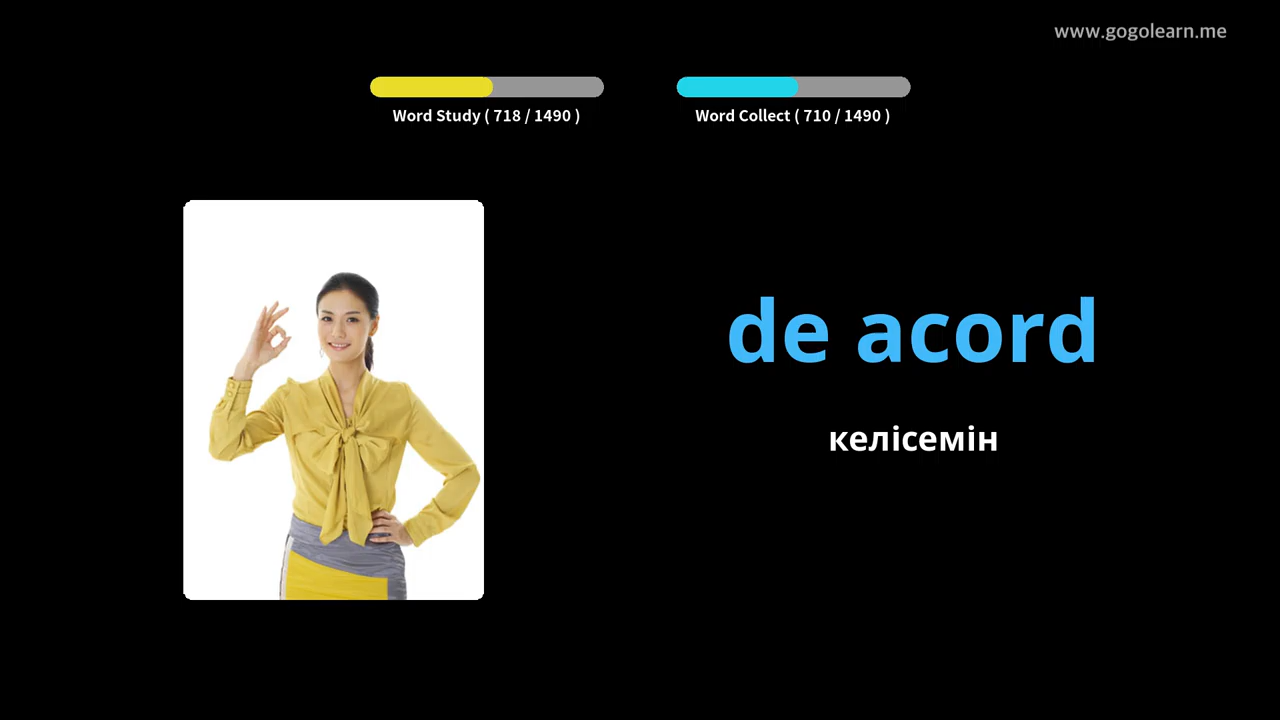 www.gogolearn.me
Word Study ( 718 / 1490 )
Word Collect ( 710 / 1490 )
de acord
келісемін